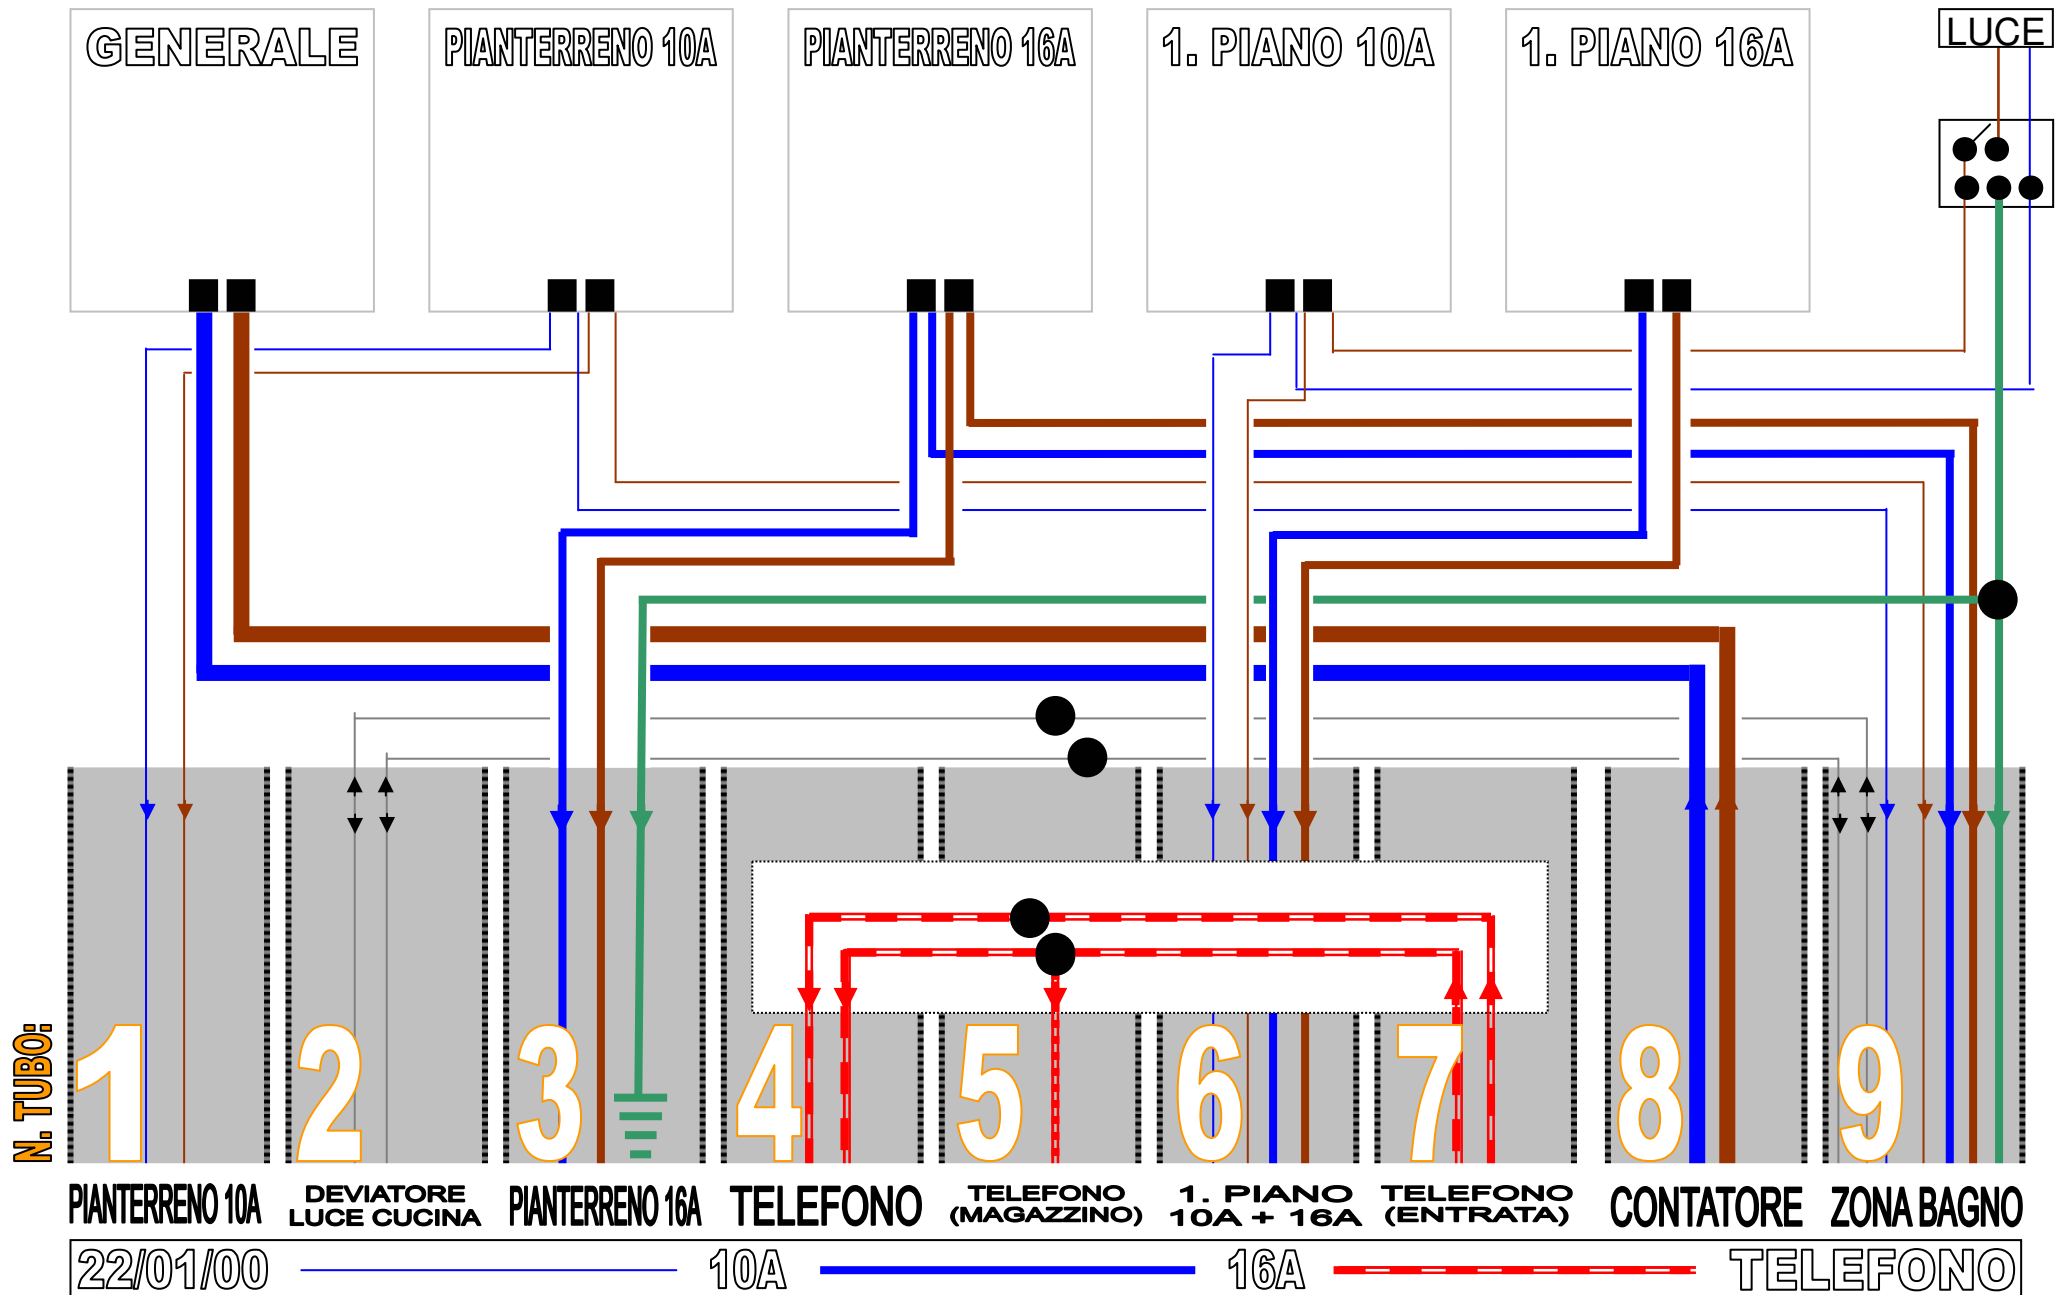 GENERALE
PIANTERRENO 10A
PIANTERRENO 16A
1. PIANO 10A
1. PIANO 16A
LUCE
N. TUBO:
1
2
3
4
5
6
7
8
9
PIANTERRENO 10A
DEVIATORE
LUCE CUCINA
PIANTERRENO 16A
TELEFONO
TELEFONO
(MAGAZZINO)
1. PIANO
10A + 16A
TELEFONO
(ENTRATA)
CONTATORE
ZONA BAGNO
22/01/00
10A
16A
TELEFONO